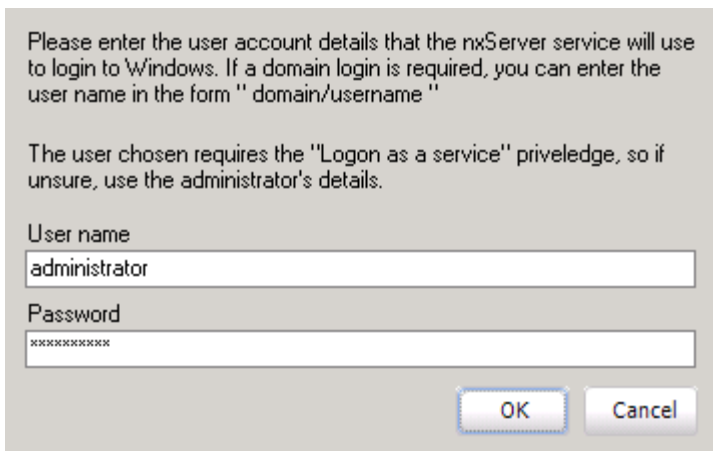 Please enter the user account details that the nxServer service will use
to login to Windows. If a domain login is required, you can enter the
user name in the form " domain/username "
The user chosen requires the "Logon as a service" priveledge, so if
unsure, use the administrator's details.
User name
administrator
Password
××××××××××
OK Cancel